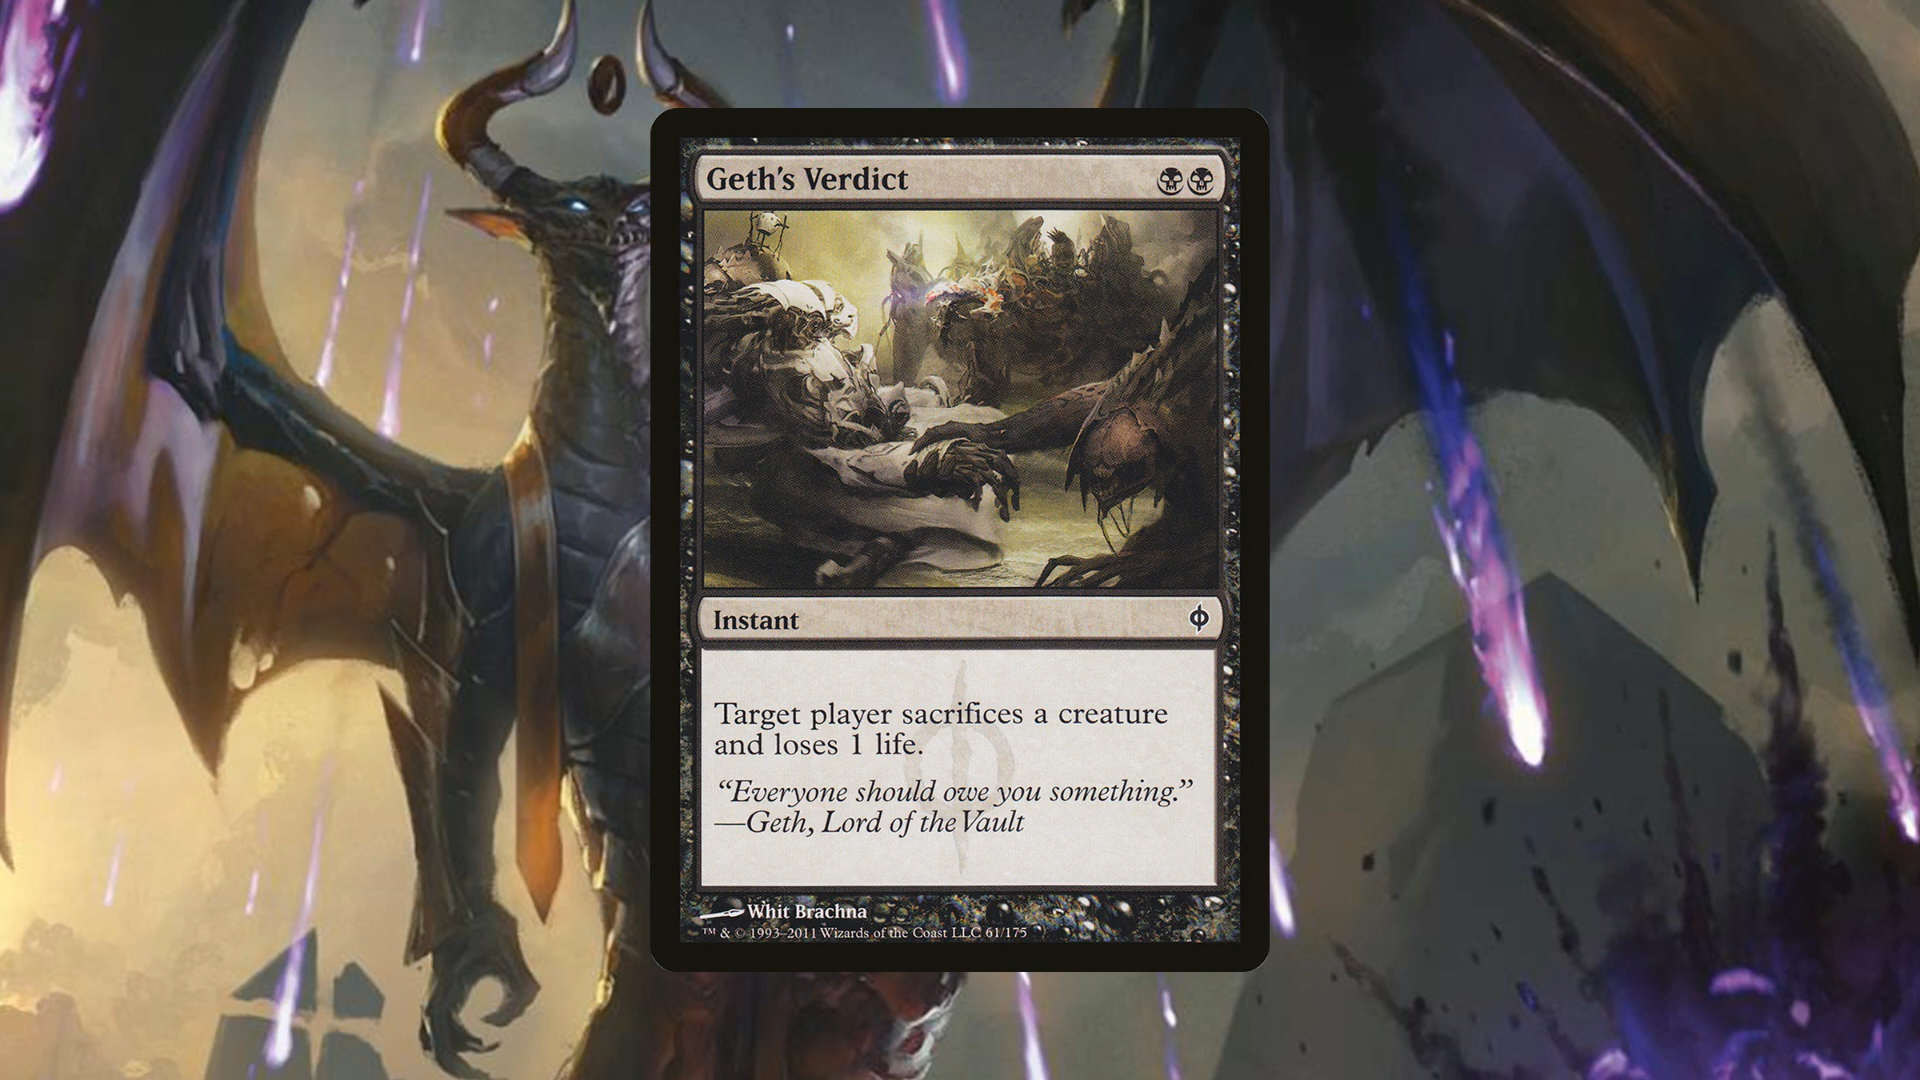 Geth's Verdict
Instant
Target player sacrifices a creature
and loses 1 life.
“Everyone should owe you something.”
—Geth, Lord of the Vault
Whit Brachna
™ & © 1993–2011 Wizards of the Coast LLC 61/175